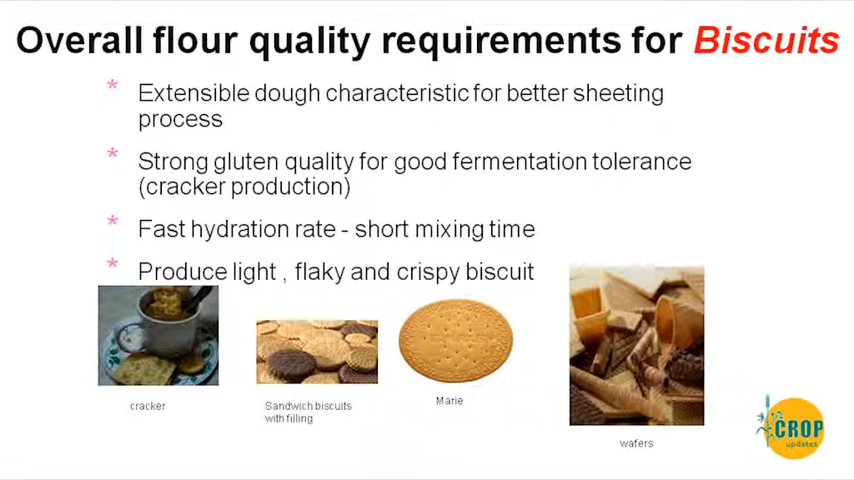 Overall flour quality requirements for Biscuits
* Extensible dough characteristic for better sheeting
process
* Strong gluten quality for good fermentation tolerance
(cracker production)
* Fast hydration rate - short mixing time
* Produce light , flaky and crispy biscuit
cracker
Sandwich biscuits
with filling
Marie
wafers
CROP
updates